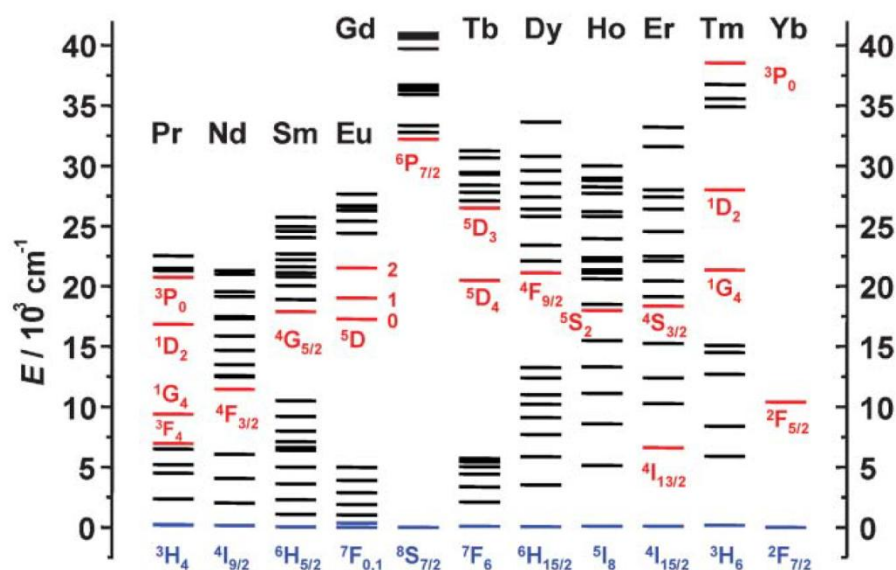 Gd Tb Dy Ho Er Tm Yb
40 40
³P₀
35 35
Pr Nd Sm Eu
30 ⁶P₇/₂ 30
¹D₂
25 ⁵D₃ 25
2
³P₀ ⁵D₄ ⁴F₉/₂ ¹G₄
20 1 20
⁴G₅/₂ ⁵D 0 ⁵S₂ ⁴S₃/₂
¹D₂
15 15
¹G₄
10 ⁴F₃/₂ ²F₅/₂ 10
³F₄
5 ⁴I₁₃/₂ 5
0 0
³H₄ ⁴I₉/₂ ⁶H₅/₂ ⁷F₀,₁ ⁸S₇/₂ ⁷F₆ ⁶H₁₅/₂ ⁵I₈ ⁴I₁₅/₂ ³H₆ ²F₇/₂
E / 10³ cm⁻¹